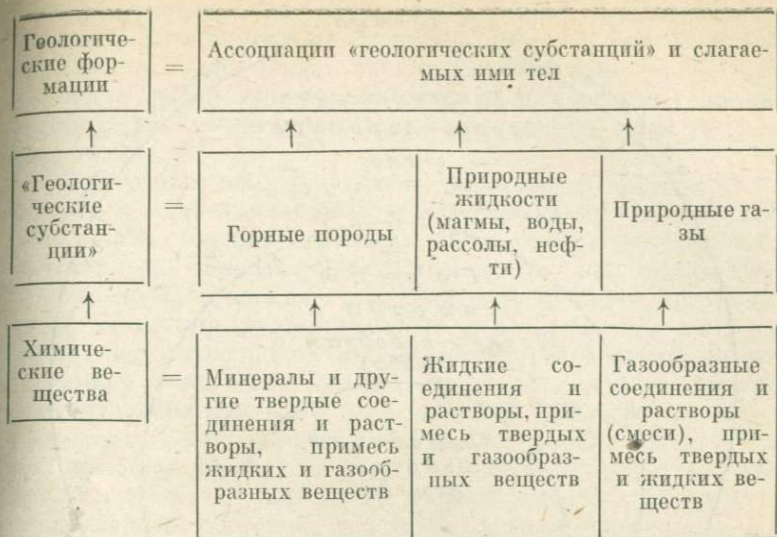 Геологиче-
ские фор-
мации
=
Ассоциации «геологических субстанций» и слагае-
мых ими тел
«Геологи-
ческие
субстан-
ции»
=
Горные породы
Природные
жидкости
(магмы, воды,
рассолы, неф-
ти)
Природные га-
зы
Химиче-
ские ве-
щества
=
Минералы и дру-
гие твердые сое-
динения и раст-
воры, примесь
жидких и газооб-
разных веществ
Жидкие со-
единения и
растворы, при-
месь твердых
и газообраз-
ных веществ
Газообразные
соединения и
растворы
(смеси), при-
месь твердых
и жидких ве-
ществ